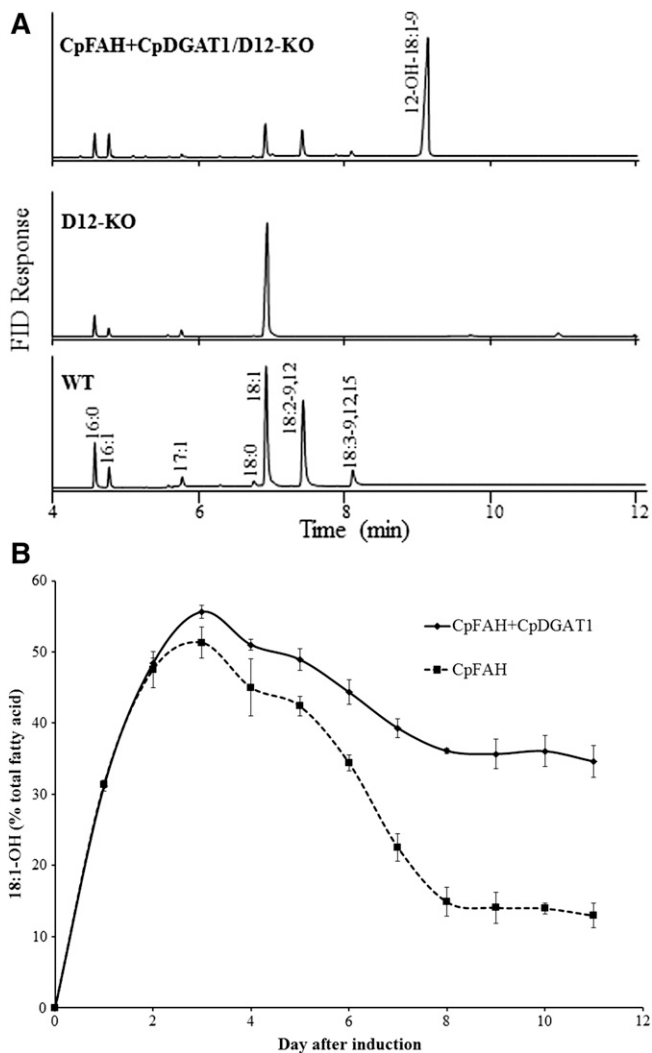 A
CpFAH+CpDGAT1/D12-KO
12-OH-18:1-9
D12-KO
FID Response
WT
16:0
16:1
17:1
18:0
18:1
18:2-9,12
18:3-9,12,15
4
6
8
10
12
Time (min)
B
60
50
40
30
20
10
0
18:1-OH (% total fatty acid)
CpFAH+CpDGAT1
CpFAH
0
2
4
6
8
10
12
Day after induction